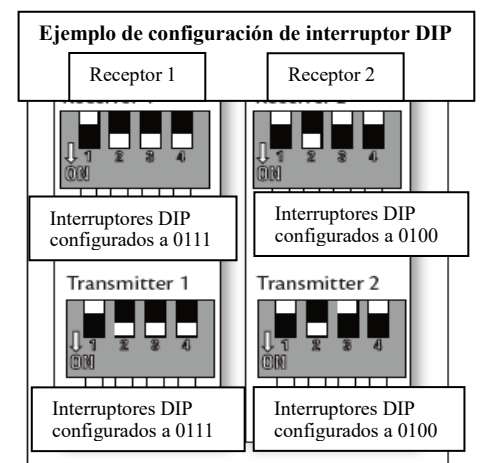 Ejemplo de configuración de interruptor DIP
Receptor 1
Receptor 2
1 2 3 4
ON
1 2 3 4
ON
Interruptores DIP
configurados a 0111
Interruptores DIP
configurados a 0100
Transmitter 1
Transmitter 2
1 2 3 4
ON
1 2 3 4
ON
Interruptores DIP
configurados a 0111
Interruptores DIP
configurados a 0100